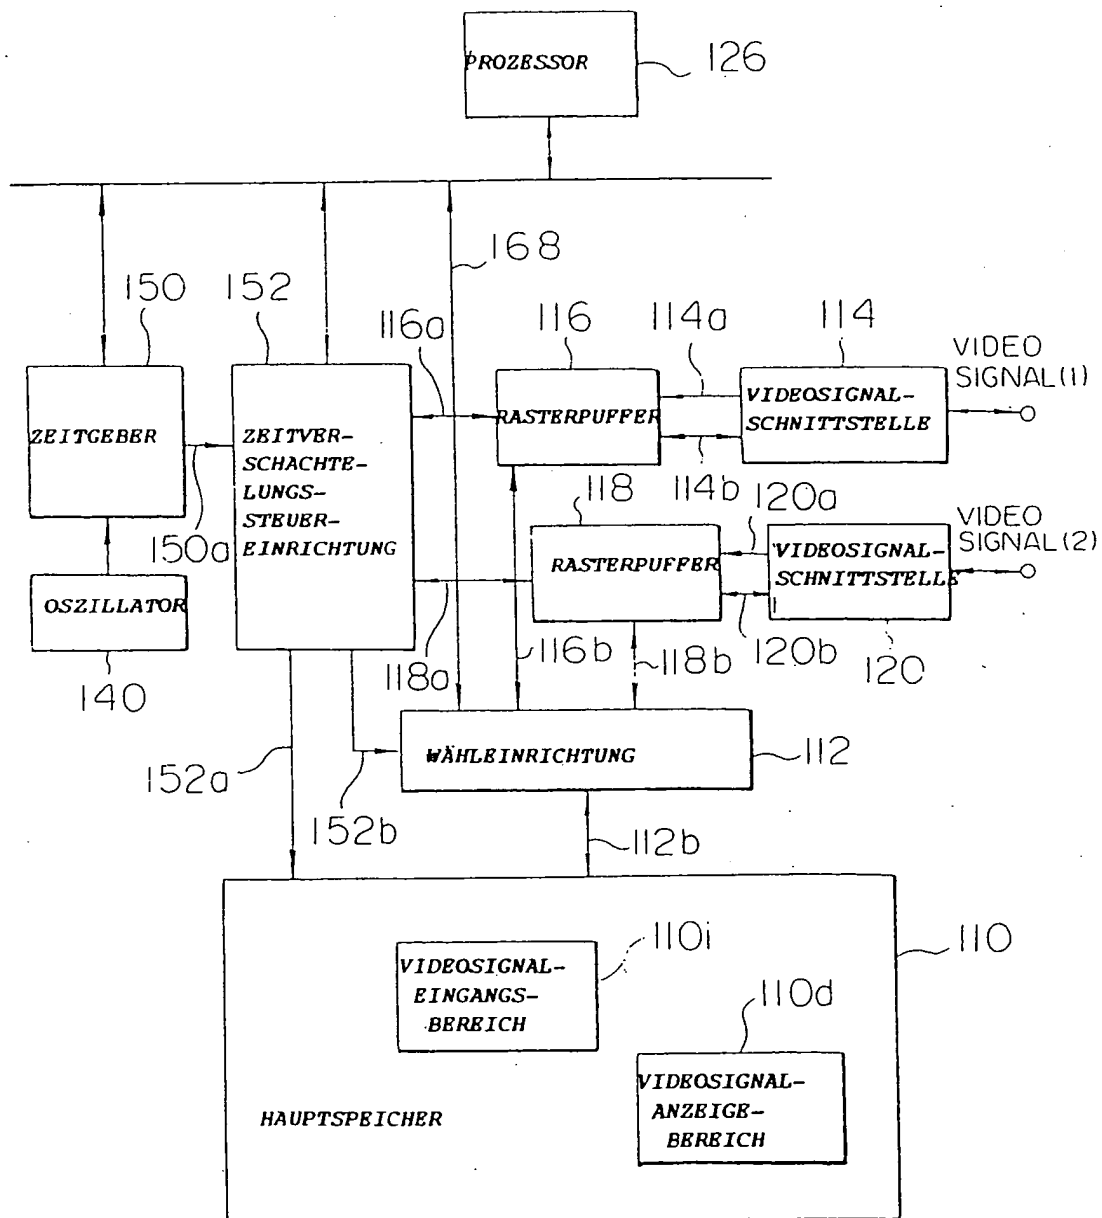 PROZESSOR
126
168
150
152
116a
116
114a
114
VIDEO
SIGNAL(1)
ZEITGEBER
ZEITVER-
SCHACHTE-
LUNGS-
STEUER-
EINRICHTUNG
RASTERPUFFER
VIDEOSIGNAL-
SCHNITTSTELLE
114b
150a
118
120a
VIDEO
SIGNAL(2)
RASTERPUFFER
VIDEOSIGNAL-
SCHNITTSTELLE
OSZILLATOR
140
118a
116b
118b
120b
120
WÄHLEINRICHTUNG
112
152a
152b
112b
110i
110
VIDEOSIGNAL-
EINGANGS-
BEREICH
110d
VIDEOSIGNAL-
ANZEIGE-
BEREICH
HAUPTSPEICHER